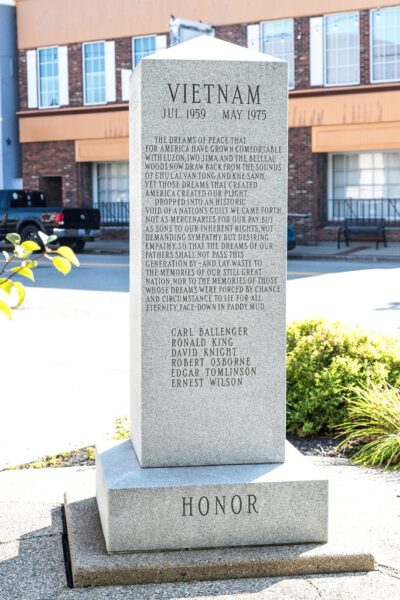 VIETNAM
JUL. 1959 MAY 1975
THE DREAMS OF PEACE THAT
FOR AMERICA HAVE GROWN COMFORTABLE
WITH LUZON, IWO JIMA AND THE BELLEAU
WOODS NOW DRAW BACK FROM THE SOUNDS
OF CHU LAI, VAN TONG AND KHE SANH,
YET THOSE DREAMS THAT CREATED
AMERICA CREATED OUR PLIGHT.
DROPPED INTO AN HISTORIC
VOID OF A NATION'S GUILT WE CAME FORTH,
NOT AS MERCENARIES FOR OUR PAY BUT
AS SONS TO OUR INHERENT RIGHTS, NOT
DEMANDING SYMPATHY BUT DESIRING
EMPATHY, SO THAT THE DREAMS OF OUR
FATHERS SHALL NOT PASS THIS
GENERATION BY – AND LAY WASTE TO
THE MEMORIES OF OUR STILL GREAT
NATION, NOR TO THE MEMORIES OF THOSE
WHOSE DREAMS WERE FORCED BY CHANCE
AND CIRCUMSTANCE TO LIE FOR ALL
ETERNITY, FACE-DOWN IN PADDY MUD.
CARL BALLENGER
RONALD KING
DAVID KNIGHT
ROBERT OSBORNE
EDGAR TOMLINSON
ERNEST WILSON
HONOR